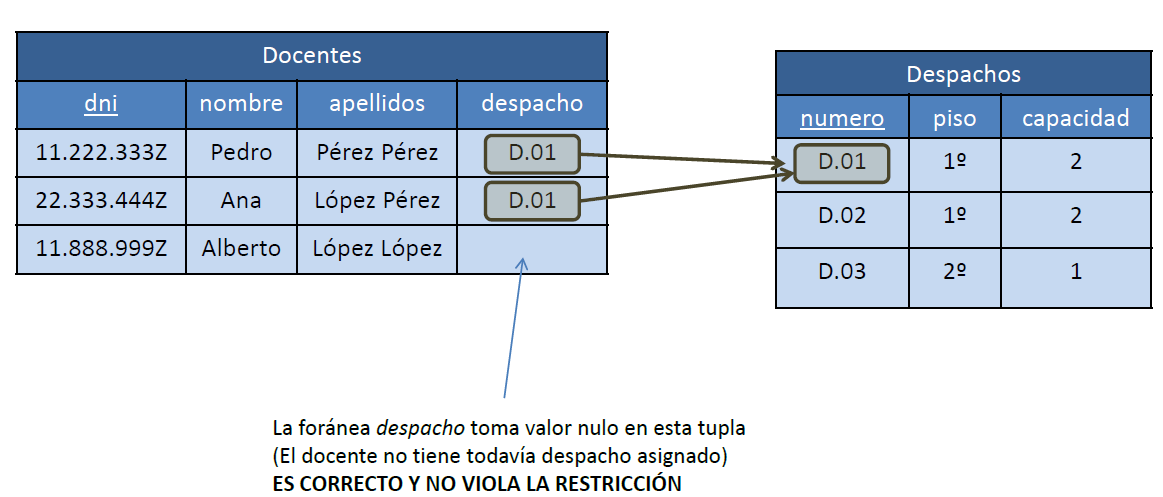 Docentes
dni nombre apellidos despacho
11.222.333Z Pedro Pérez Pérez D.01
22.333.444Z Ana López Pérez D.01
11.888.999Z Alberto López López
Despachos
numero piso capacidad
D.01 1º 2
D.02 1º 2
D.03 2º 1
La foránea despacho toma valor nulo en esta tupla
(El docente no tiene todavía despacho asignado)
ES CORRECTO Y NO VIOLA LA RESTRICCIÓN